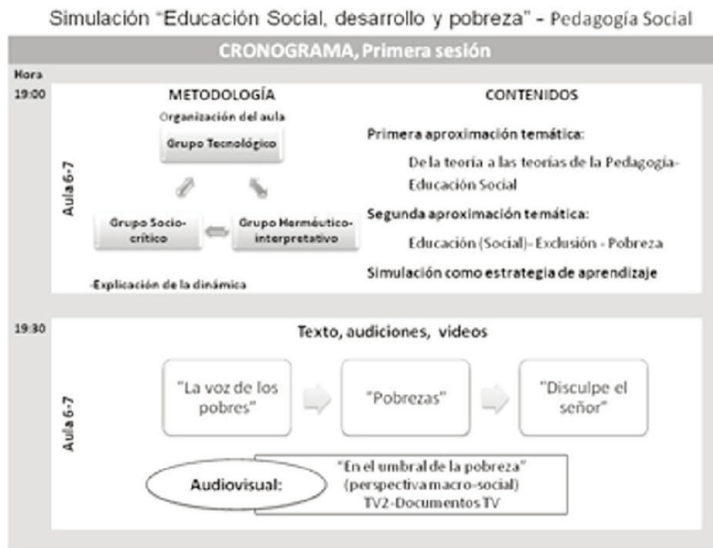 Simulación "Educación Social, desarrollo y pobreza" - Pedagogía Social
CRONOGRAMA, Primera sesión
Hora
19:00
Aula 6-7
METODOLOGÍA
Organización del aula
Grupo Tecnológico
Grupo Socio-
crítico
Grupo Herméutico-
interpretativo
-Explicación de la dinámica
CONTENIDOS
Primera aproximación temática:
De la teoría a las teorías de la Pedagogía-
Educación Social
Segunda aproximación temática:
Educación (Social)- Exclusión - Pobreza
Simulación como estrategia de aprendizaje
19:30
Aula 6-7
Texto, audiciones, videos
"La voz de los
pobres"
"Pobrezas"
"Disculpe el
señor"
Audiovisual:
"En el umbral de la pobreza"
(perspectiva macro-social)
TV2-Documentos TV